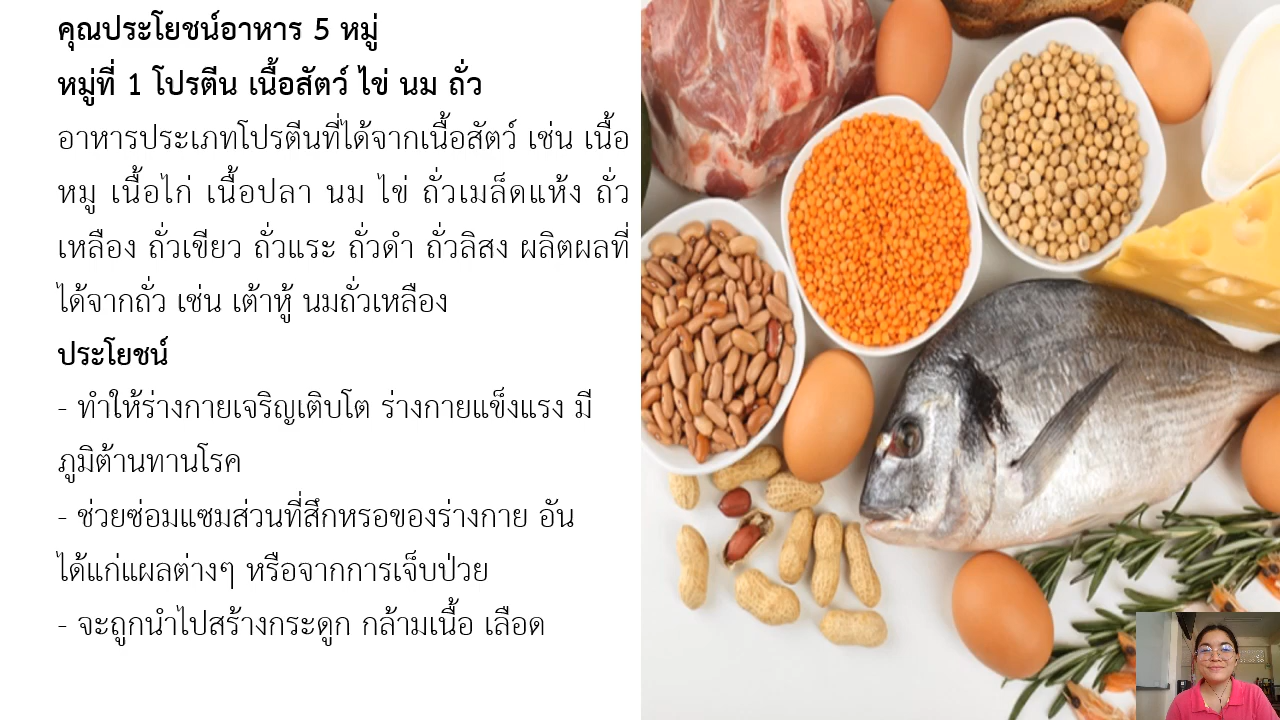 คุณประโยชน์อาหาร 5 หมู่
หมู่ที่ 1 โปรตีน เนื้อสัตว์ ไข่ นม ถั่ว
อาหารประเภทโปรตีนที่ได้จากเนื้อสัตว์ เช่น เนื้อ
หมู เนื้อไก่ เนื้อปลา นม ไข่ ถั่วเมล็ดแห้ง ถั่ว
เหลือง ถั่วเขียว ถั่วแระ ถั่วดำ ถั่วลิสง ผลิตผลที่
ได้จากถั่ว เช่น เต้าหู้ นมถั่วเหลือง
ประโยชน์
- ทำให้ร่างกายเจริญเติบโต ร่างกายแข็งแรง มี
ภูมิต้านทานโรค
- ช่วยซ่อมแซมส่วนที่สึกหรอของร่างกาย อัน
ได้แก่แผลต่างๆ หรือจากการเจ็บป่วย
- จะถูกนำไปสร้างกระดูก กล้ามเนื้อ เลือด